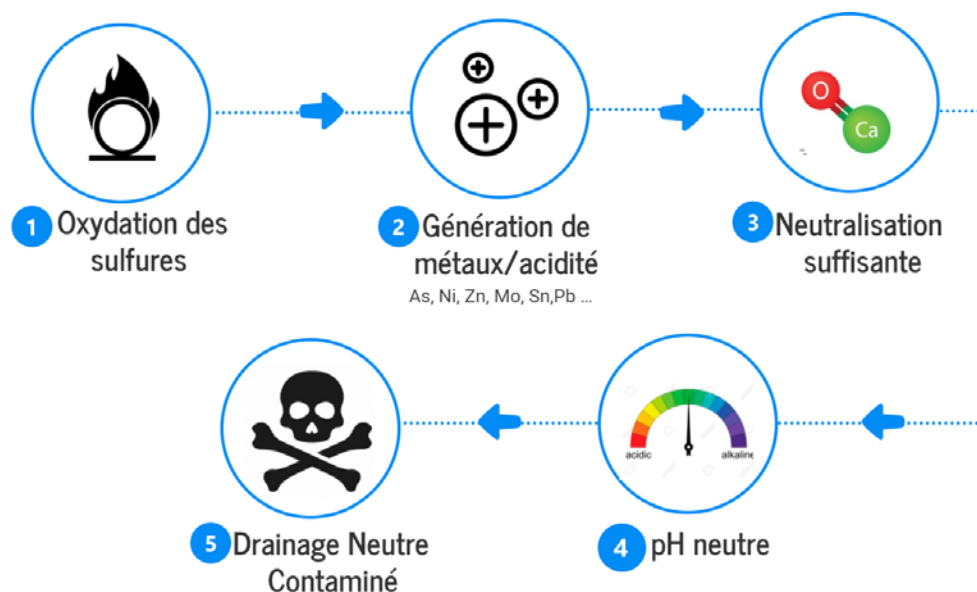 O
Ca
1 Oxydation des
sulfures
2 Génération de
métaux/acidité
As, Ni, Zn, Mo, Sn,Pb ...
3 Neutralisation
suffisante
acidic
alkaline
5 Drainage Neutre
Contaminé
4 pH neutre